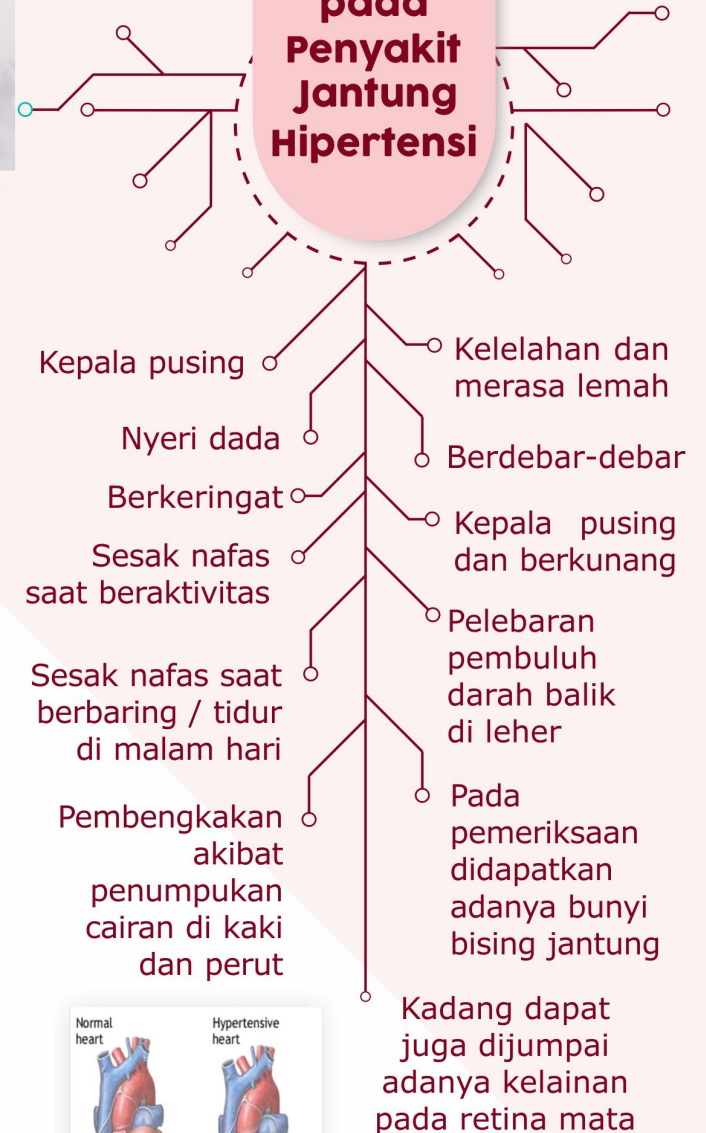 pada
Penyakit
Jantung
Hipertensi
Kepala pusing
Nyeri dada
Berkeringat
Sesak nafas
saat beraktivitas
Sesak nafas saat
berbaring / tidur
di malam hari
Pembengkakan
akibat
penumpukan
cairan di kaki
dan perut
Kelelahan dan
merasa lemah
Berdebar-debar
Kepala pusing
dan berkunang
Pelebaran
pembuluh
darah balik
di leher
Pada
pemeriksaan
didapatkan
adanya bunyi
bising jantung
Kadang dapat
juga dijumpai
adanya kelainan
pada retina mata
Normal
heart
Hypertensive
heart